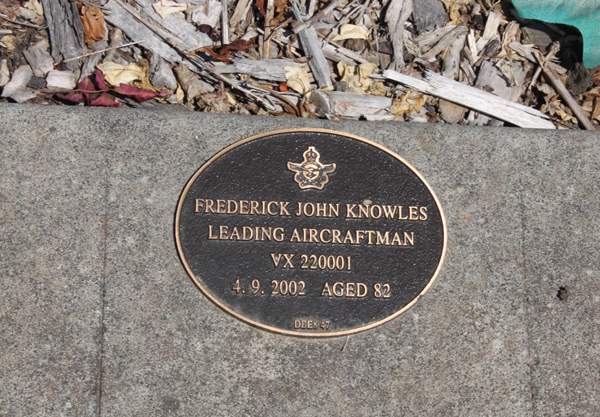 FREDERICK JOHN KNOWLES
LEADING AIRCRAFTMAN
VX 220001
4. 9. 2002 AGED 82